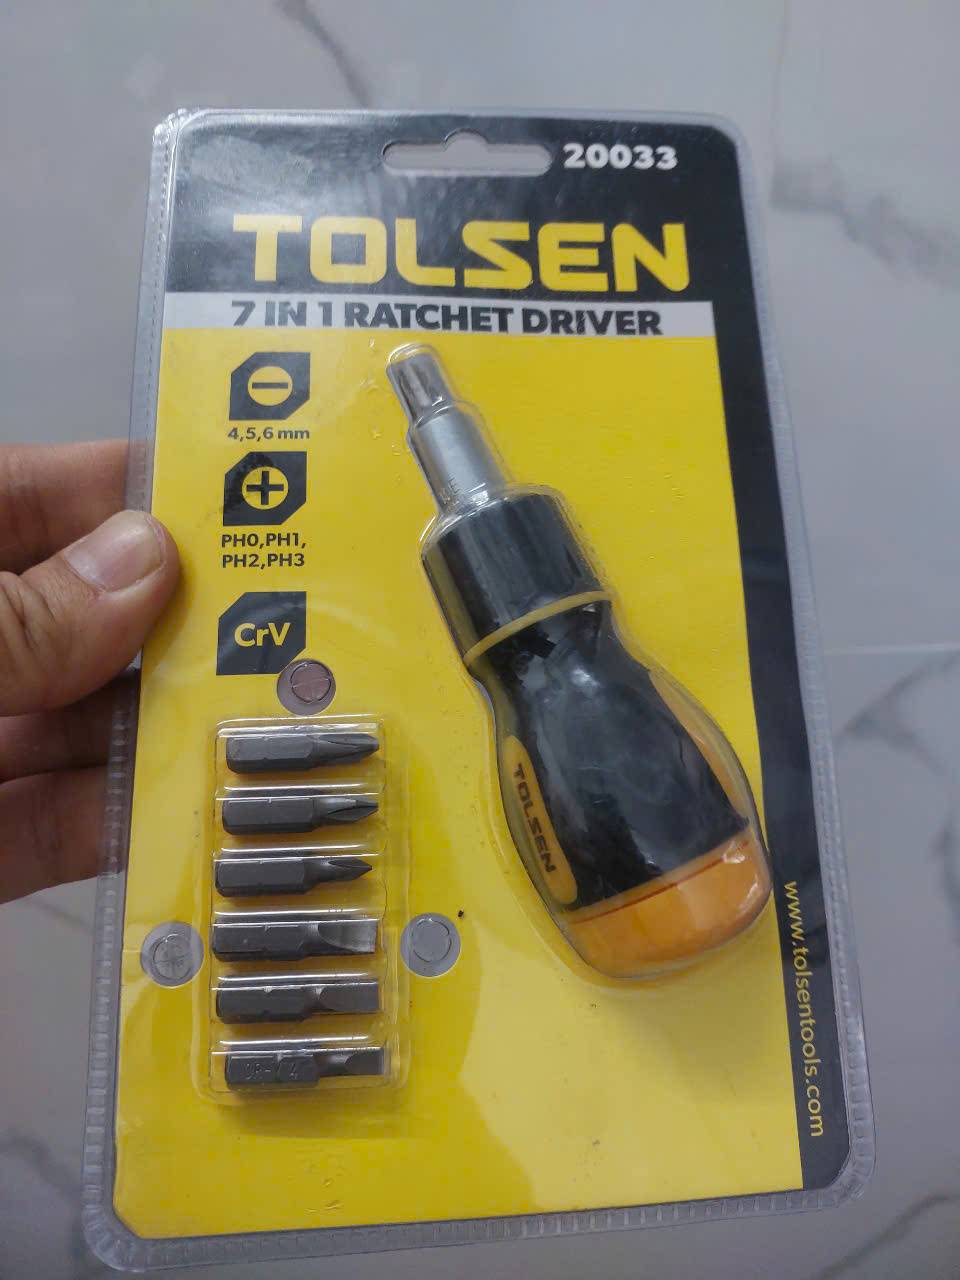 20033
TOLSEN
7 IN 1 RATCHET DRIVER
4,5,6 mm
PH0,PH1,
PH2,PH3
CrV
TOLSEN
www.tolsentools.com